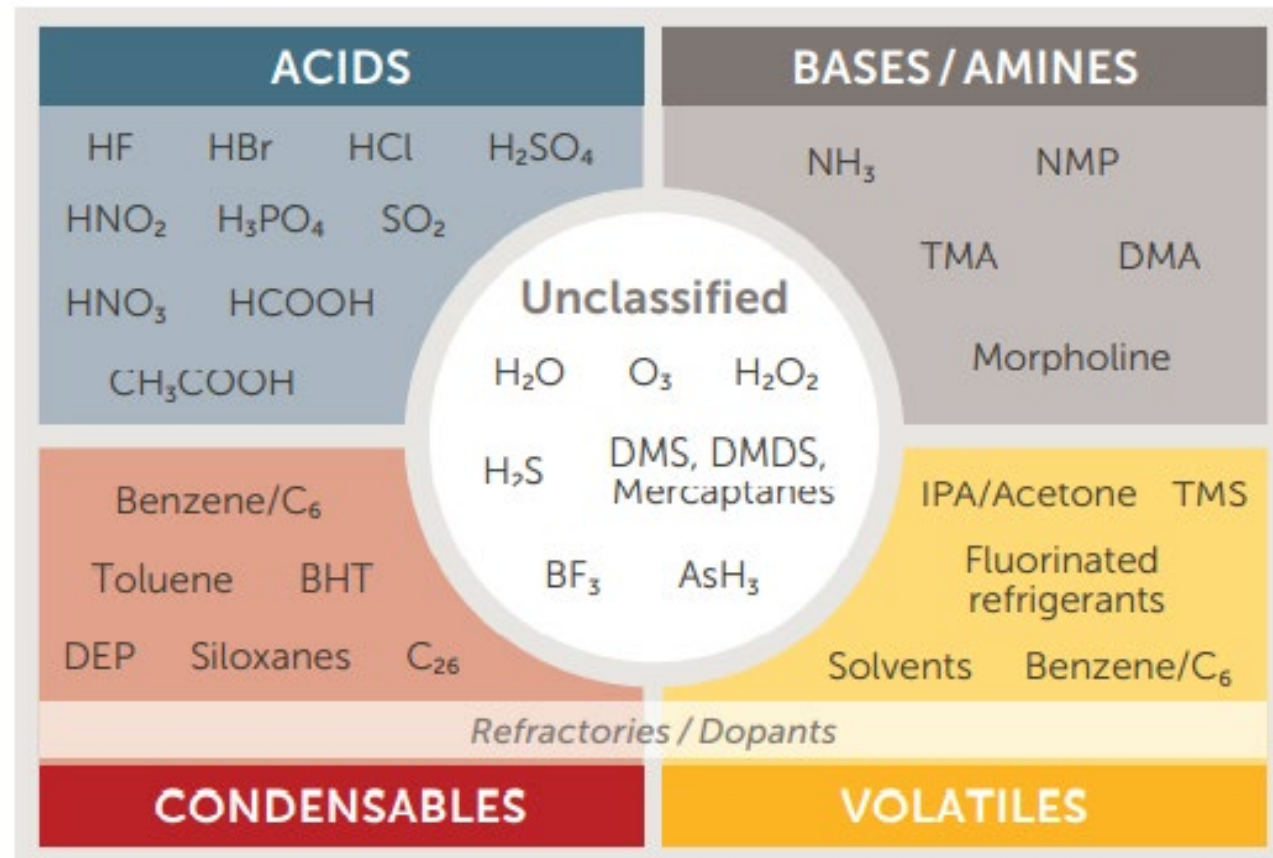 ACIDS
HF HBr HCl H₂SO₄
HNO₂ H₃PO₄ SO₂
HNO₃ HCOOH
CH₃COOH
BASES / AMINES
NH₃ NMP
TMA DMA
Morpholine
Unclassified
H₂O O₃ H₂O₂
H₂S DMS, DMDS,
Mercaptanes
BF₃ AsH₃
Benzene/C₆
Toluene BHT
DEP Siloxanes C₂₆
IPA/Acetone TMS
Fluorinated
refrigerants
Solvents Benzene/C₆
Refractories / Dopants
CONDENSABLES
VOLATILES